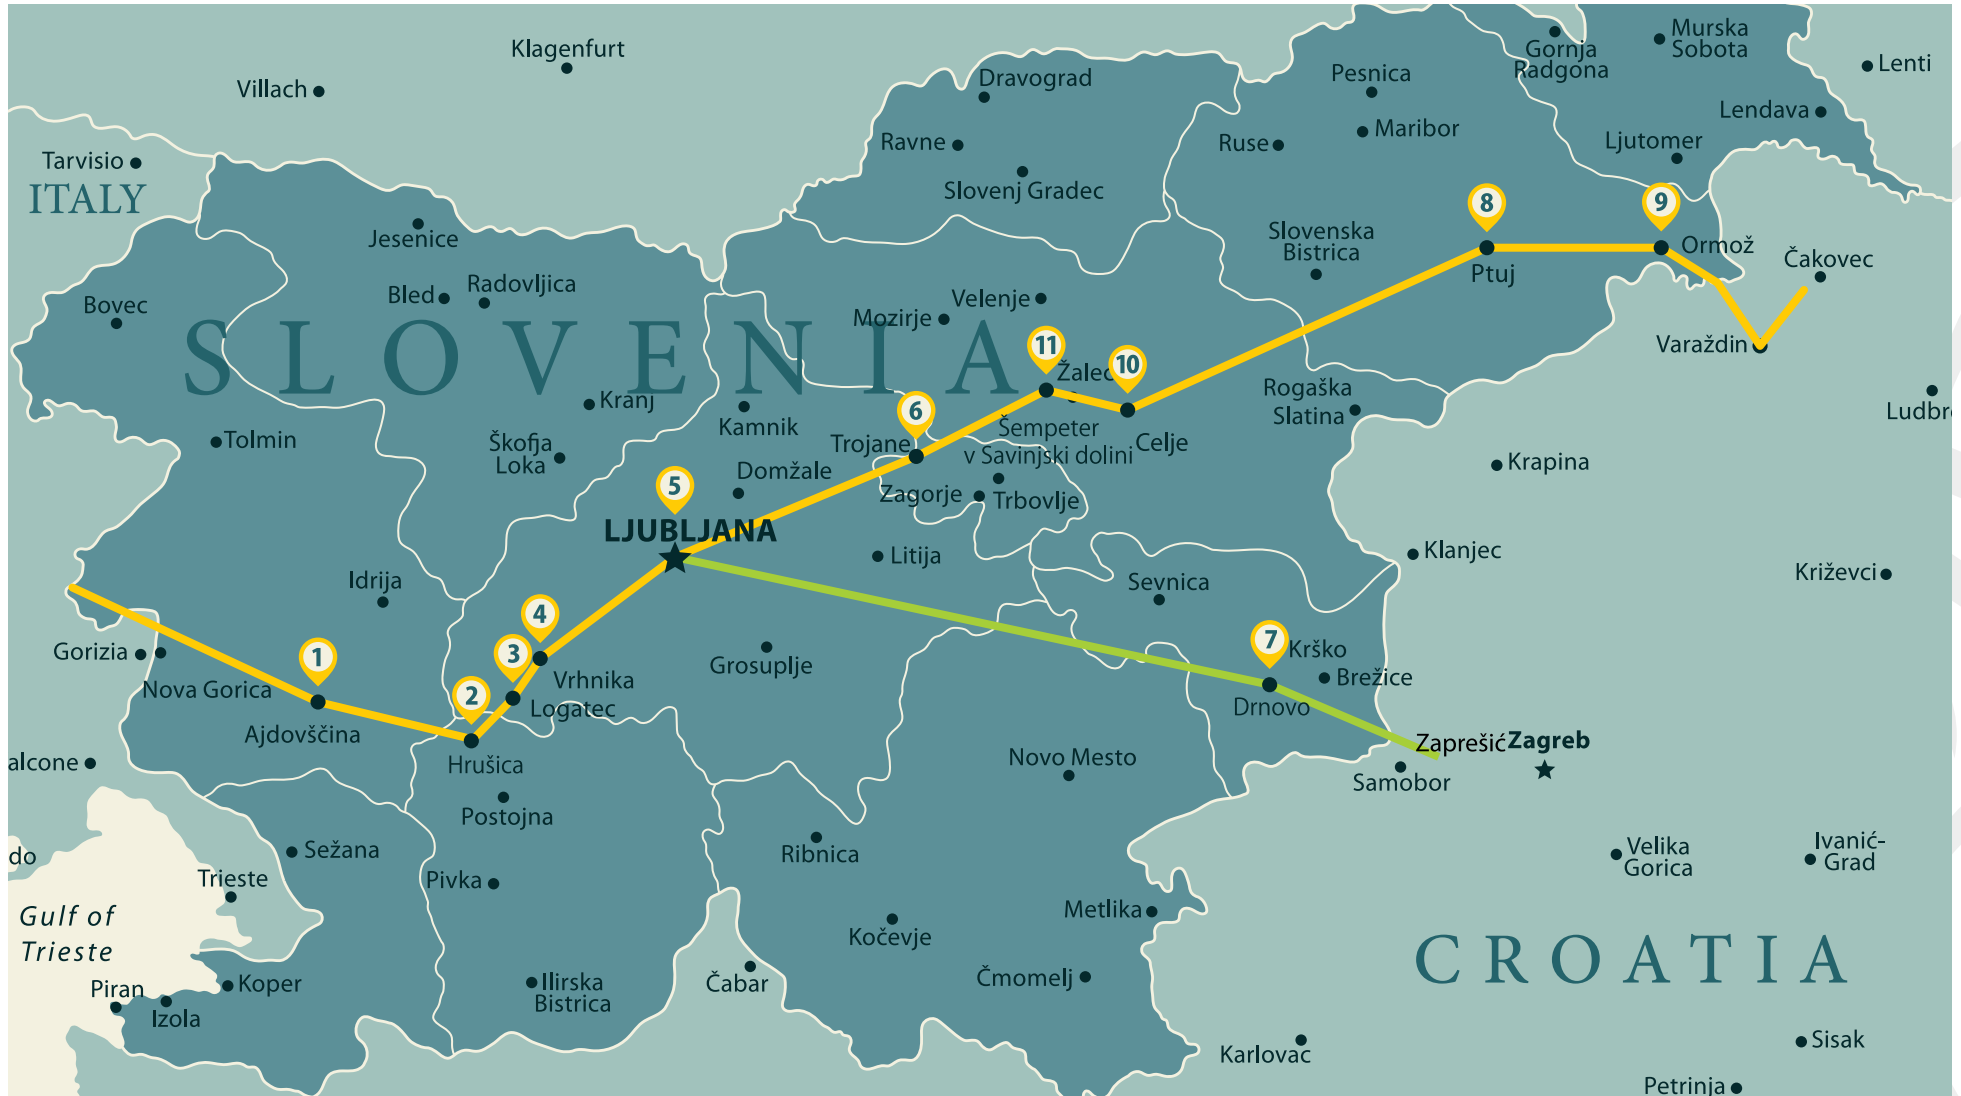 Klagenfurt
Villach
Tarvisio
ITALY
Dravograd
Ravne
Slovenj Gradec
Pesnica
Maribor
Ruse
Gornja
Radgona
Murska
Sobota
Lenti
Lendava
Ljutomer
Jesenice
Bled
Radovljica
Bovec
SLOVENIA
Velenje
Mozirje
Slovenska
Bistrica
8
Ptuj
9
Ormož
Čakovec
Varaždin
11
Žalec
10
Celje
Šempeter
v Savinjski dolini
6
Trojane
Rogaška
Slatina
Ludbr
Kranj
Kamnik
Tolmin
Škofja
Loka
Domžale
Zagorje
Trbovlje
Krapina
5
LJUBLJANA
Litija
Klanjec
Križevci
Idrija
Sevnica
4
Vrhnika
3
Logatec
Gorizia
Nova Gorica
1
Ajdovščina
2
Hrušica
Grosuplje
7
Krško
Brežice
Drnovo
Zaprešić
Zagreb
Samobor
alcone
Postojna
Novo Mesto
Sežana
Ribnica
Velika
Gorica
Ivanić-
Grad
do
Trieste
Pivka
Gulf of
Trieste
Metlika
Kočevje
CROATIA
Koper
Piran
Izola
Ilirska
Bistrica
Čabar
Čmomelj
Karlovac
Sisak
Petrinja